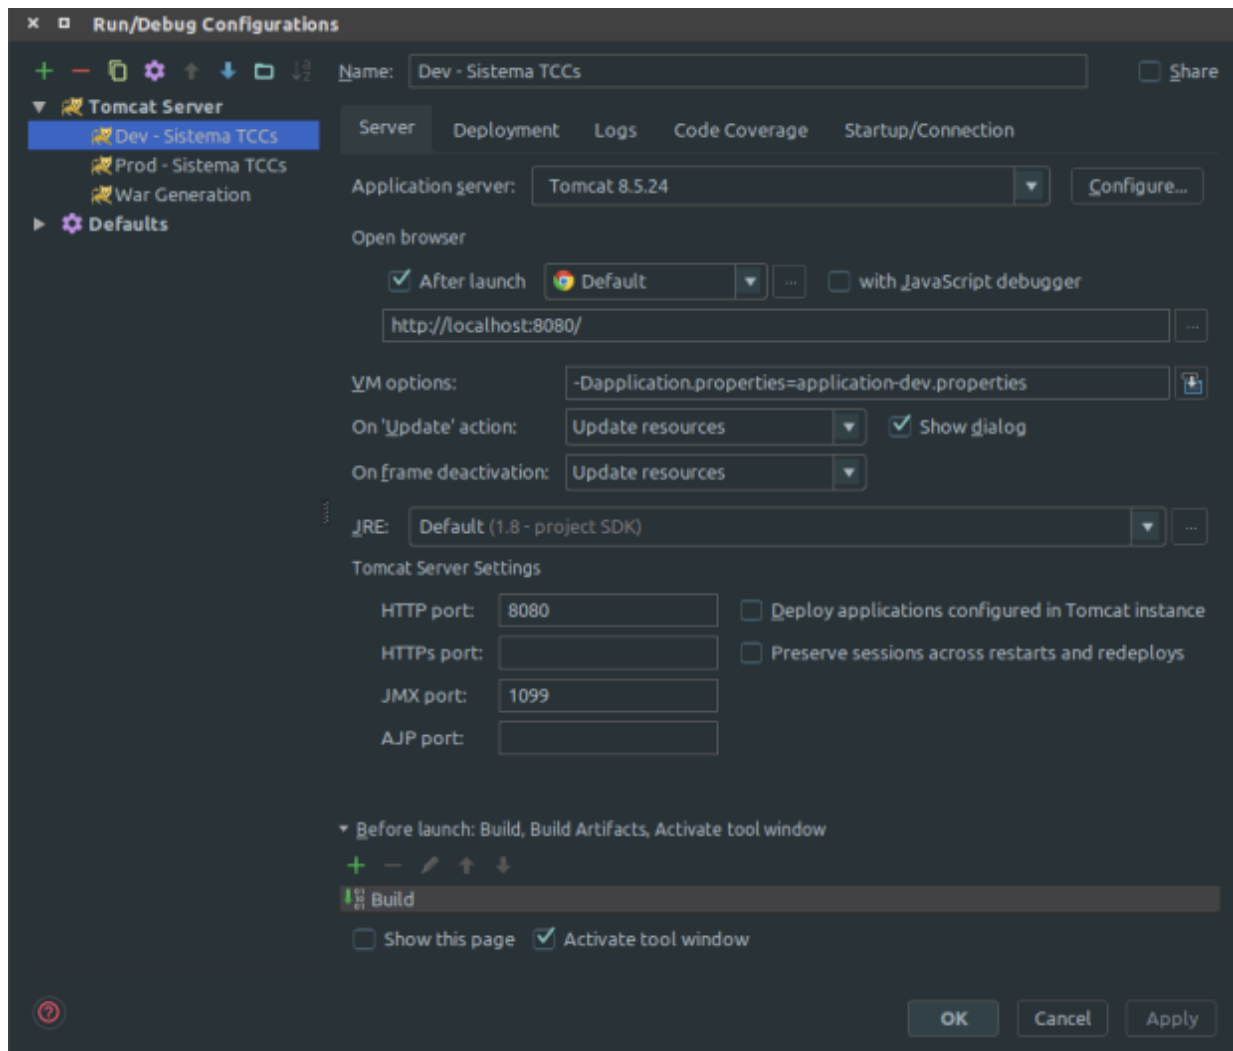 Run/Debug Configurations
Name: Dev - Sistema TCCs Share
Tomcat Server
Dev - Sistema TCCs
Prod - Sistema TCCs
War Generation
Defaults
Server Deployment Logs Code Coverage Startup/Connection
Application server: Tomcat 8.5.24 Configure...
Open browser
After launch Default ... with JavaScript debugger
http://localhost:8080/ ...
VM options: -Dapplication.properties=application-dev.properties
On 'Update' action: Update resources Show dialog
On frame deactivation: Update resources
JRE: Default (1.8 - project SDK) ...
Tomcat Server Settings
HTTP port: 8080 Deploy applications configured in Tomcat instance
HTTPs port: Preserve sessions across restarts and redeploys
JMX port: 1099
AJP port:
Before launch: Build, Build Artifacts, Activate tool window
Build
Show this page Activate tool window
OK Cancel Apply